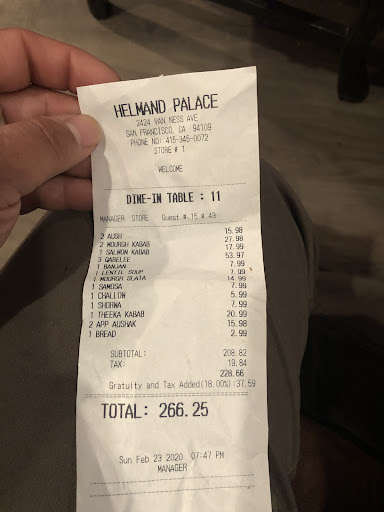 HELMAND PALACE
2424 VAN NESS AVE
SAN FRANCISCO, CA 94109
PHONE NO: 415-345-0072
STORE # 1
WELCOME
DINE-IN TABLE : 11
MANAGER STORE Guest # 15 # 43
2 AUSH 15.98
2 MOURGH KABAB 27.98
1 SALMON KABAB 17.99
3 QABELEE 53.97
1 BANJAN 7.99
1 LENTIL SOUP 7.99
1 MOURGH SLATA 14.99
1 SAMOSA 7.99
1 CHALLOW 5.99
1 SHORWA 7.99
1 THEEKA KABAB 20.99
2 APP AUSHAK 15.98
1 BREAD 2.99
SUBTOTAL: 208.82
TAX: 19.84
228.66
Gratuity and Tax Added(18.00%):37.59
TOTAL: 266.25
Sun Feb 23 2020 07:47 PM
MANAGER